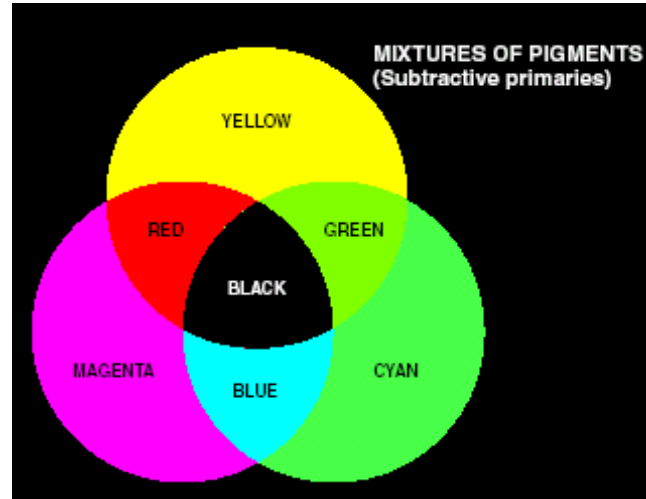 MIXTURES OF PIGMENTS
(Subtractive primaries)
YELLOW
RED
GREEN
BLACK
MAGENTA
BLUE
CYAN